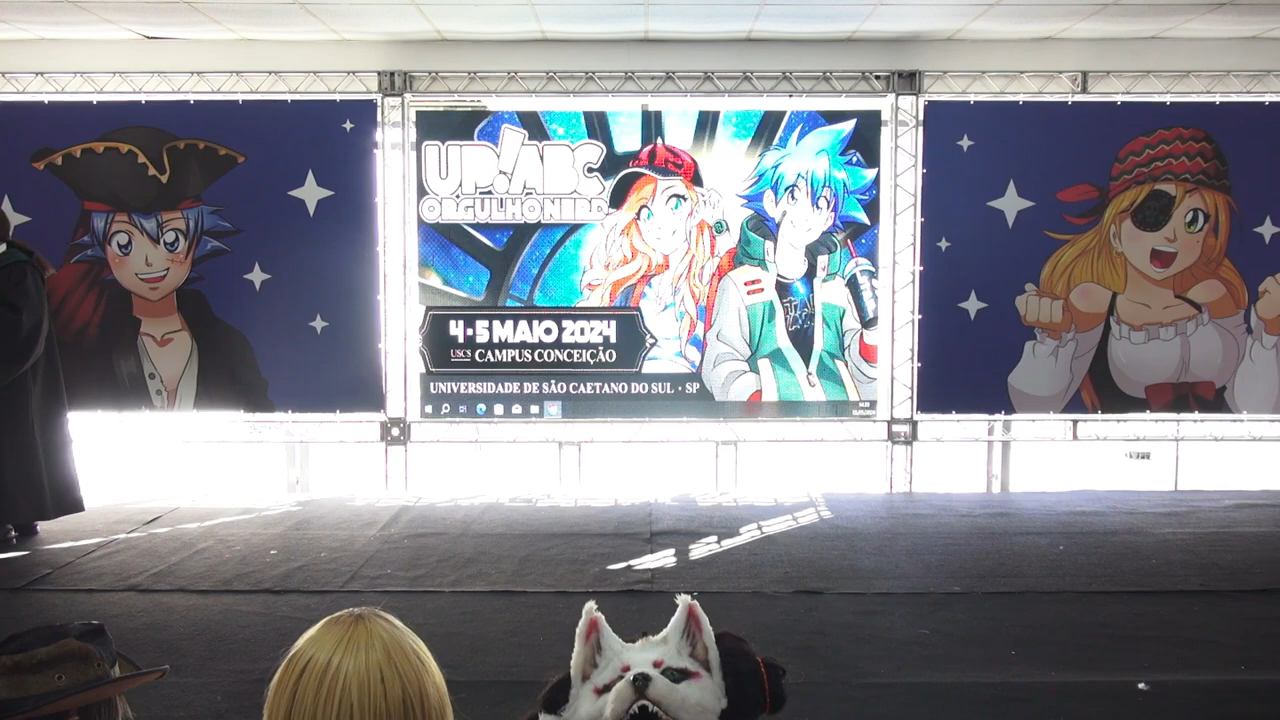 UP!ABC
ORGULHO NERD
4·5 MAIO 2024
USCS CAMPUS CONCEIÇÃO
UNIVERSIDADE DE SÃO CAETANO DO SUL · SP